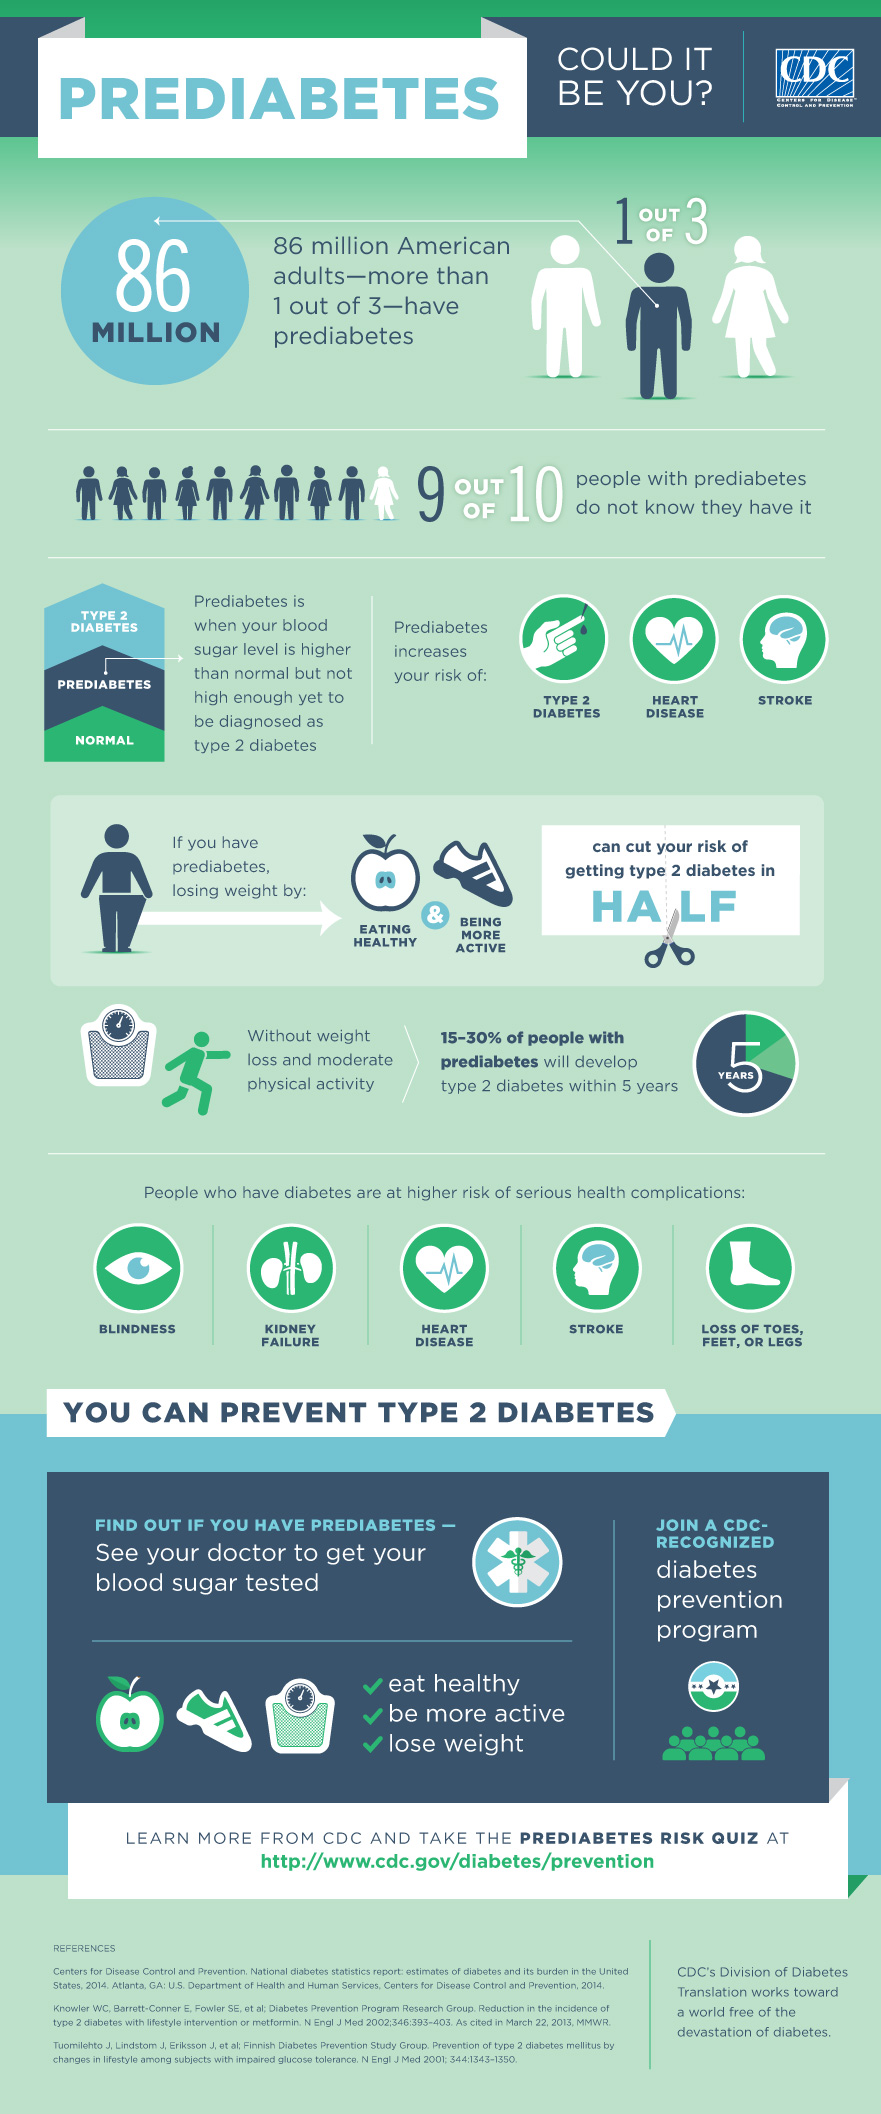 PREDIABETES
COULD IT
BE YOU?
CDC
CENTERS FOR DISEASE
CONTROL AND PREVENTION
86
MILLION
86 million American
adults—more than
1 out of 3—have
prediabetes
1 OUT OF 3
9 OUT OF 10
people with prediabetes
do not know they have it
TYPE 2
DIABETES
PREDIABETES
NORMAL
Prediabetes is
when your blood
sugar level is higher
than normal but not
high enough yet to
be diagnosed as
type 2 diabetes
Prediabetes
increases
your risk of:
TYPE 2
DIABETES
HEART
DISEASE
STROKE
If you have
prediabetes,
losing weight by:
EATING
HEALTHY
&
BEING
MORE
ACTIVE
can cut your risk of
getting type 2 diabetes in
HALF
Without weight
loss and moderate
physical activity
15–30% of people with
prediabetes will develop
type 2 diabetes within 5 years
5
YEARS
People who have diabetes are at higher risk of serious health complications:
BLINDNESS
KIDNEY
FAILURE
HEART
DISEASE
STROKE
LOSS OF TOES,
FEET, OR LEGS
YOU CAN PREVENT TYPE 2 DIABETES
FIND OUT IF YOU HAVE PREDIABETES —
See your doctor to get your
blood sugar tested
eat healthy
be more active
lose weight
JOIN A CDC-
RECOGNIZED
diabetes
prevention
program
LEARN MORE FROM CDC AND TAKE THE PREDIABETES RISK QUIZ AT
http://www.cdc.gov/diabetes/prevention
REFERENCES
Centers for Disease Control and Prevention. National diabetes statistics report: estimates of diabetes and its burden in the United
States, 2014. Atlanta, GA: U.S. Department of Health and Human Services, Centers for Disease Control and Prevention, 2014.
Knowler WC, Barrett-Conner E, Fowler SE, et al; Diabetes Prevention Program Research Group. Reduction in the incidence of
type 2 diabetes with lifestyle intervention or metformin. N Engl J Med 2002;346:393–403. As cited in March 22, 2013, MMWR.
Tuomilehto J, Lindstom J, Eriksson J, et al; Finnish Diabetes Prevention Study Group. Prevention of type 2 diabetes mellitus by
changes in lifestyle among subjects with impaired glucose tolerance. N Engl J Med 2001; 344:1343–1350.
CDC's Division of Diabetes
Translation works toward
a world free of the
devastation of diabetes.